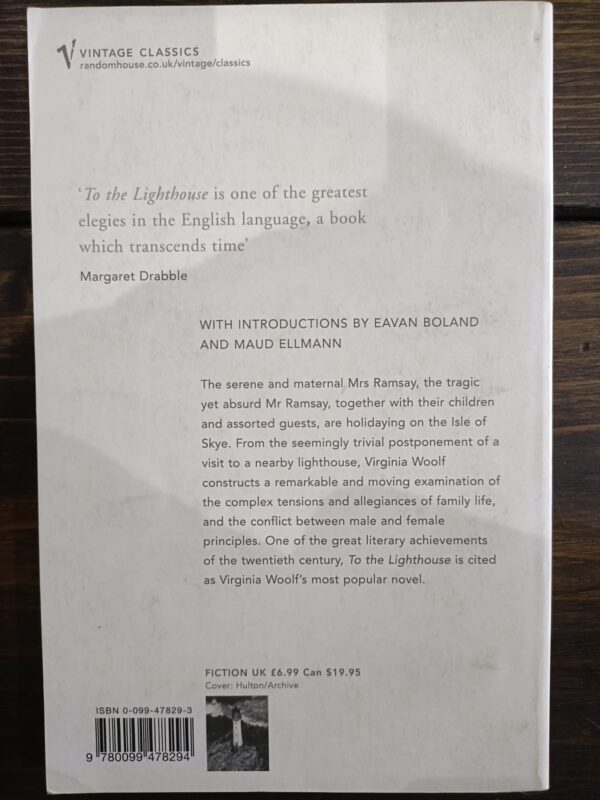 VINTAGE CLASSICS
randomhouse.co.uk/vintage/classics
‘To the Lighthouse is one of the greatest
elegies in the English language, a book
which transcends time’
Margaret Drabble
WITH INTRODUCTIONS BY EAVAN BOLAND
AND MAUD ELLMANN
The serene and maternal Mrs Ramsay, the tragic
yet absurd Mr Ramsay, together with their children
and assorted guests, are holidaying on the Isle of
Skye. From the seemingly trivial postponement of a
visit to a nearby lighthouse, Virginia Woolf
constructs a remarkable and moving examination of
the complex tensions and allegiances of family life,
and the conflict between male and female
principles. One of the great literary achievements
of the twentieth century, To the Lighthouse is cited
as Virginia Woolf’s most popular novel.
FICTION UK £6.99 Can $19.95
Cover: Hulton/Archive
ISBN 0-099-47829-3
9 780099 478294